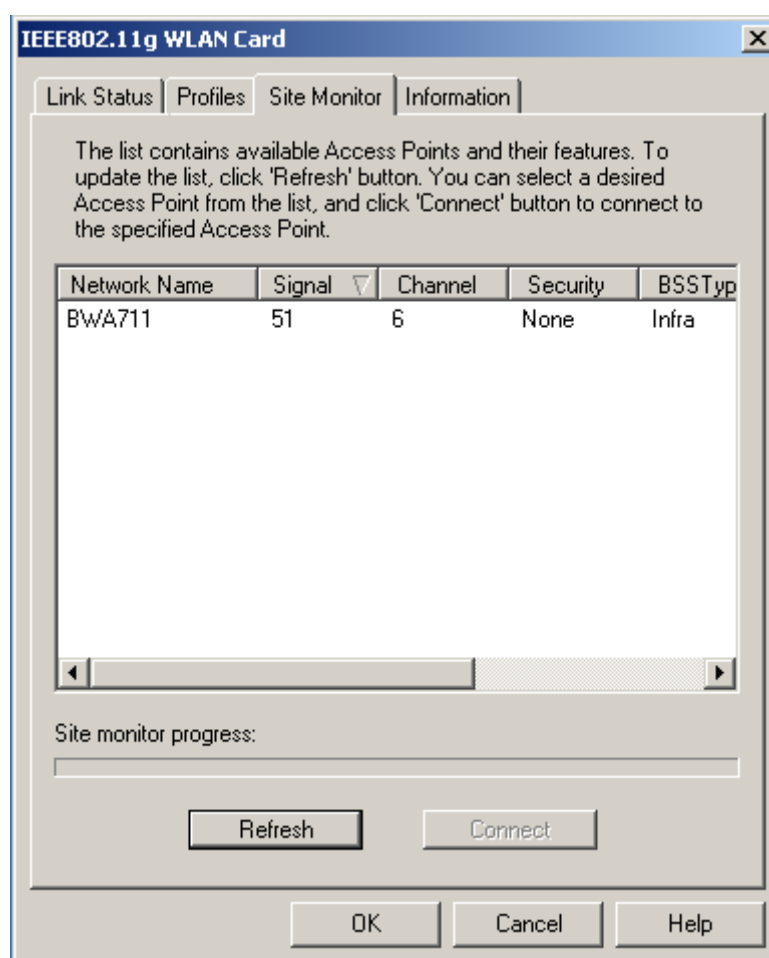 IEEE802.11g WLAN Card
Link Status Profiles Site Monitor Information
The list contains available Access Points and their features. To
update the list, click 'Refresh' button. You can select a desired
Access Point from the list, and click 'Connect' button to connect to
the specified Access Point.
Network Name Signal Channel Security BSSTyp
BWA711 51 6 None Infra
Site monitor progress:
Refresh Connect
OK Cancel Help